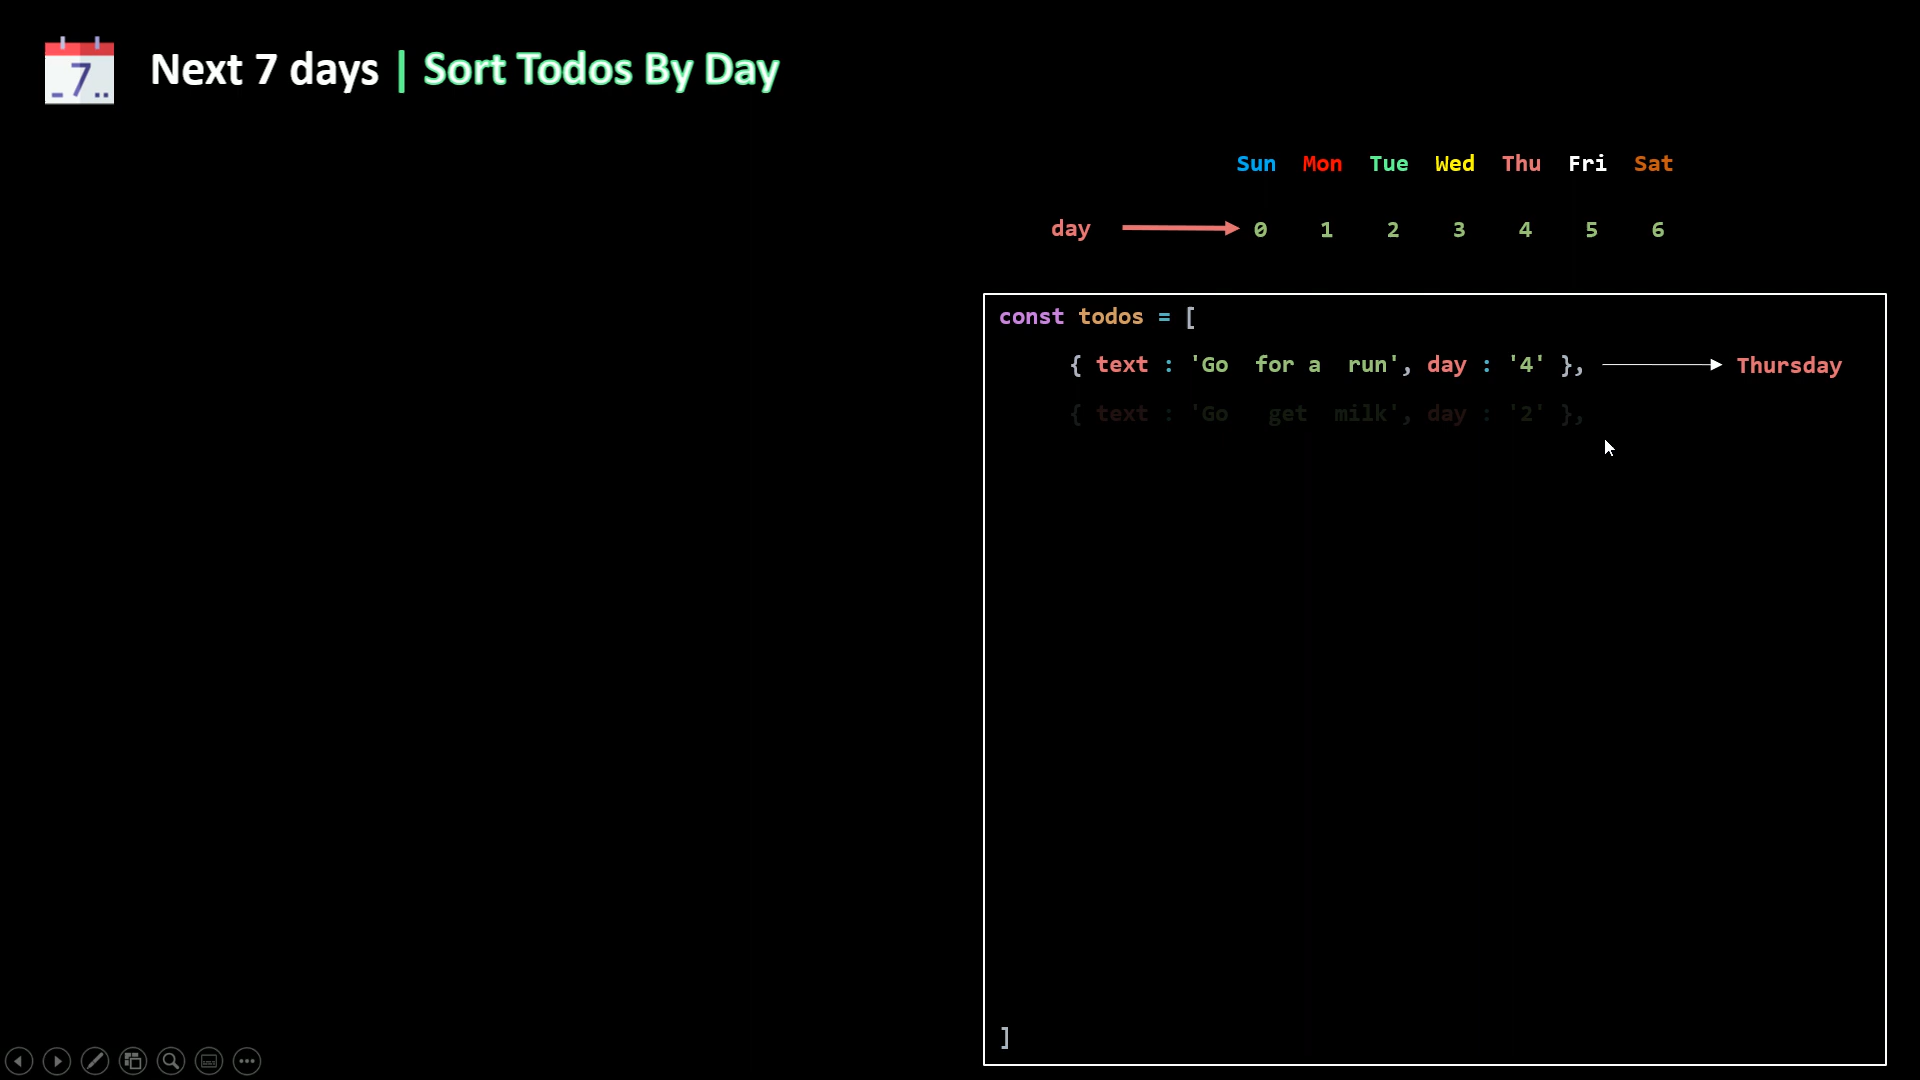 7
Next 7 days | Sort Todos By Day
Sun Mon Tue Wed Thu Fri Sat
day 0 1 2 3 4 5 6
const todos = [
{ text : 'Go for a run', day : '4' }, Thursday
{ text : 'Go get milk', day : '2' },
]